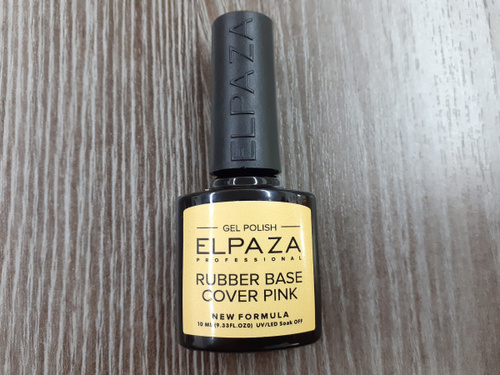 ELPAZA
GEL POLISH
ELPAZA
PROFESSIONAL
RUBBER BASE
COVER PINK
NEW FORMULA
10 ML(9.33FL.OZ0) UV/LED Soak OFF